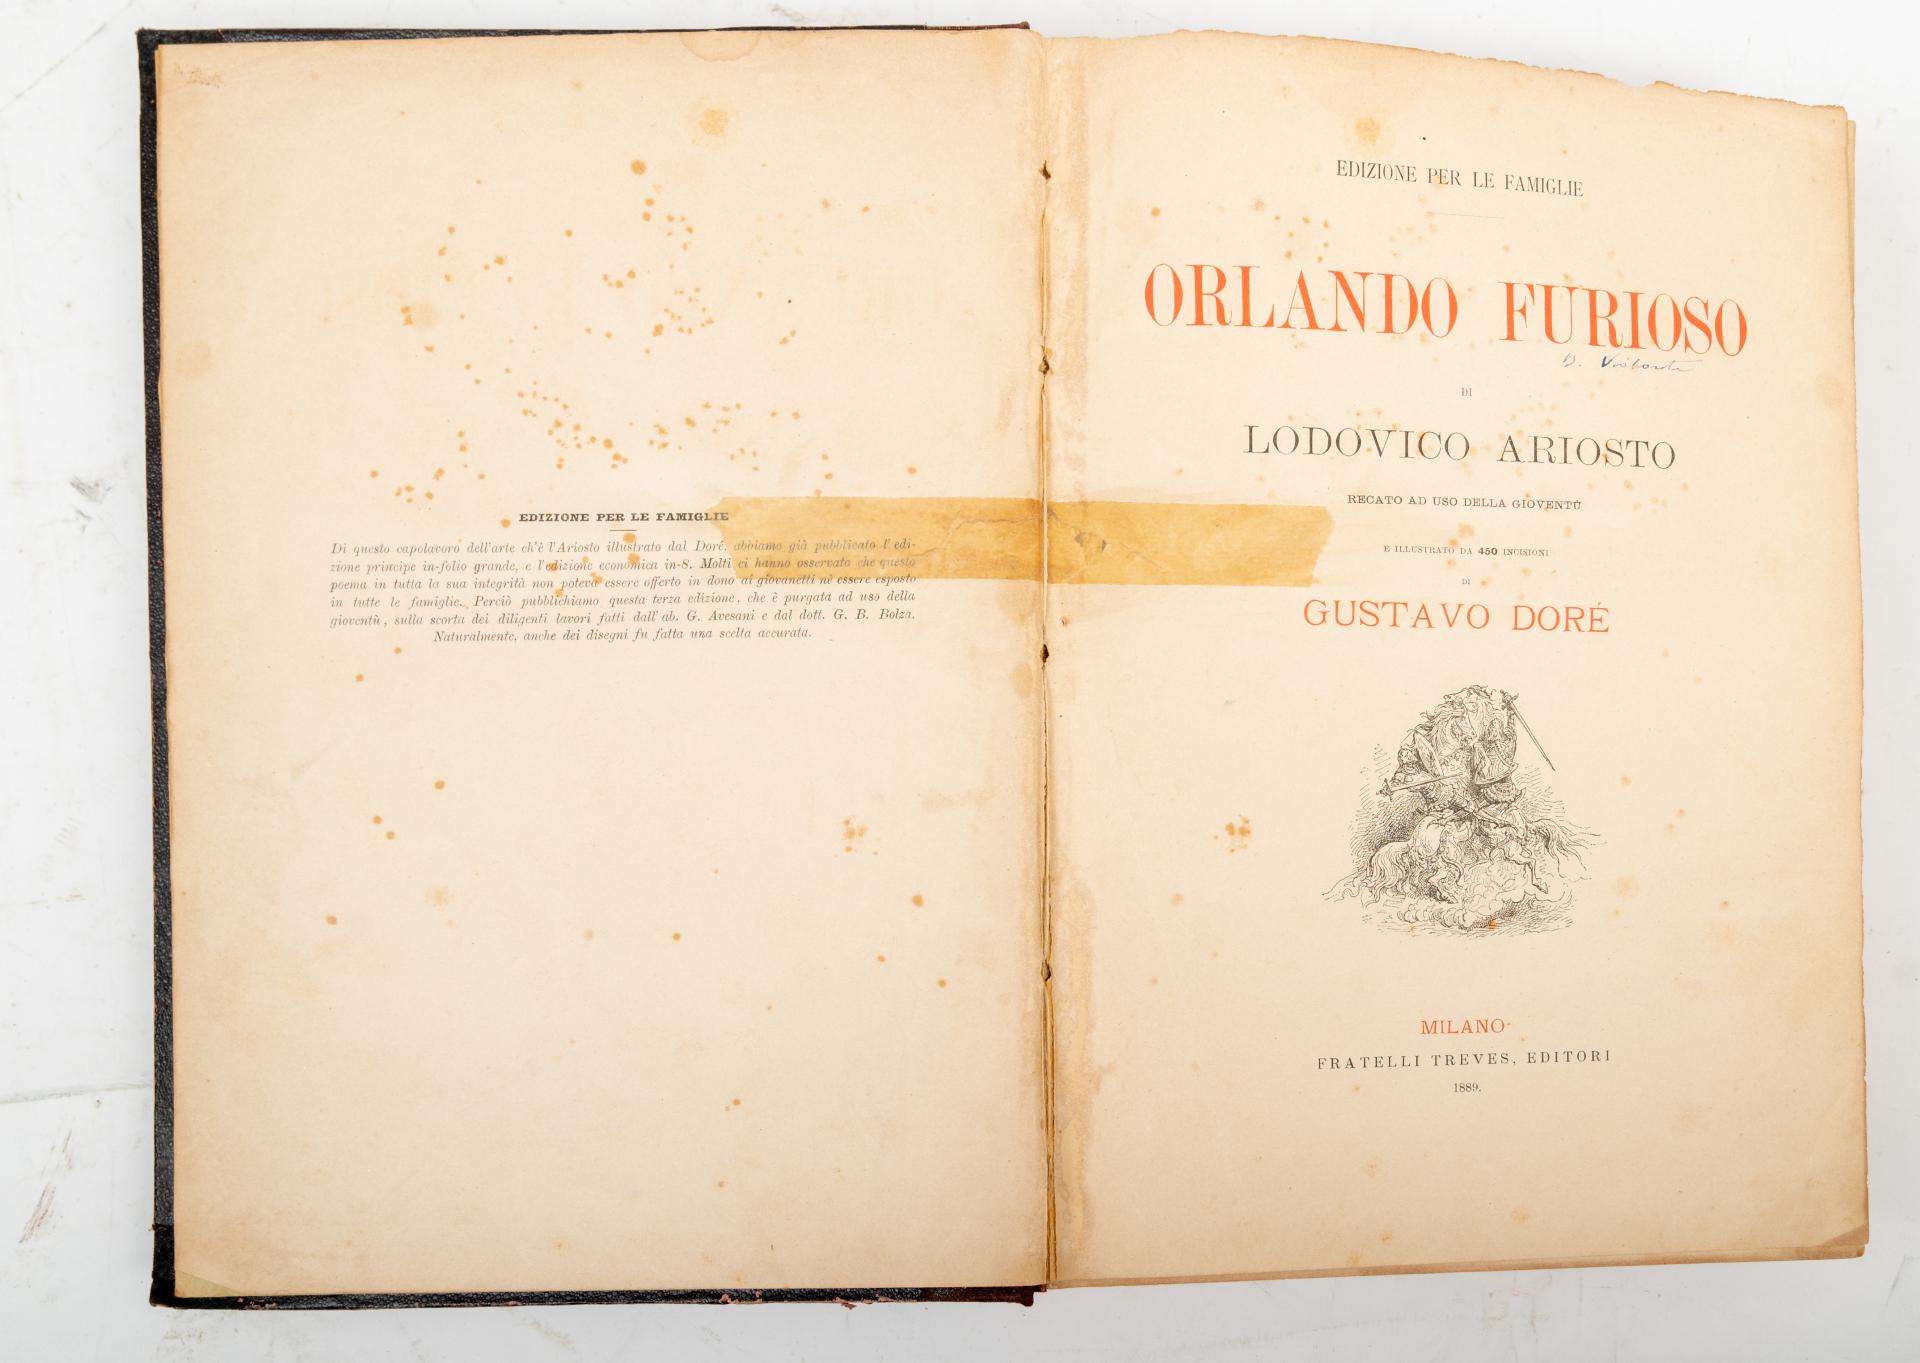 EDIZIONE PER LE FAMIGLIE
Di questo capolavoro dell'arte ch'è l'Ariosto illustrato dal Doré, abbiamo già pubblicato l'edi-
zione principe in-folio grande, e l'edizione economica in-8. Molti ci hanno osservato che questo
poema in tutta la sua integrità non poteva essere offerto in dono ai giovanetti nè essere esposto
in tutte le famiglie. Perciò pubblichiamo questa terza edizione, che è purgata ad uso della
gioventù, sulla scorta dei diligenti lavori fatti dall'ab. G. Avesani e dal dott. G. B. Bolza.
Naturalmente, anche dei disegni fu fatta una scelta accurata.
EDIZIONE PER LE FAMIGLIE
ORLANDO FURIOSO
DI
LODOVICO ARIOSTO
RECATO AD USO DELLA GIOVENTÙ
E ILLUSTRATO DA 450 INCISIONI
DI
GUSTAVO DORÉ
MILANO
FRATELLI TREVES, EDITORI
1889.